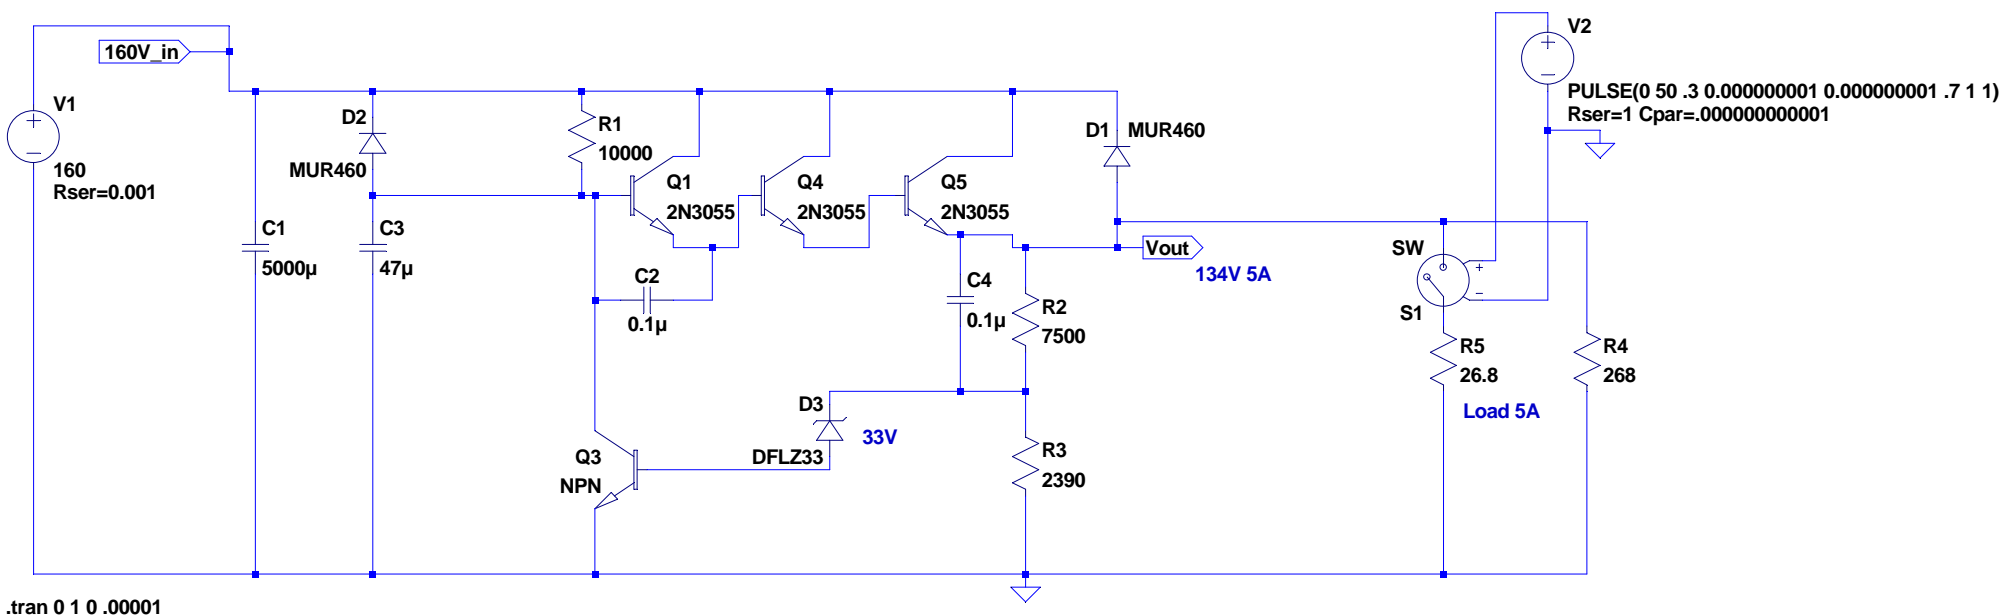 V2
160V_in
PULSE(0 50 .3 0.000000001 0.000000001 .7 1 1)
Rser=1 Cpar=.000000000001
V1
160
Rser=0.001
D2
MUR460
R1
10000
D1
MUR460
Q1
2N3055
Q4
2N3055
Q5
2N3055
C1
5000µ
C3
47µ
C2
0.1µ
C4
0.1µ
R2
7500
Vout
134V 5A
SW
S1
R5
26.8
R4
268
Load 5A
D3
33V
DFLZ33
Q3
NPN
R3
2390
.tran 0 1 0 .00001